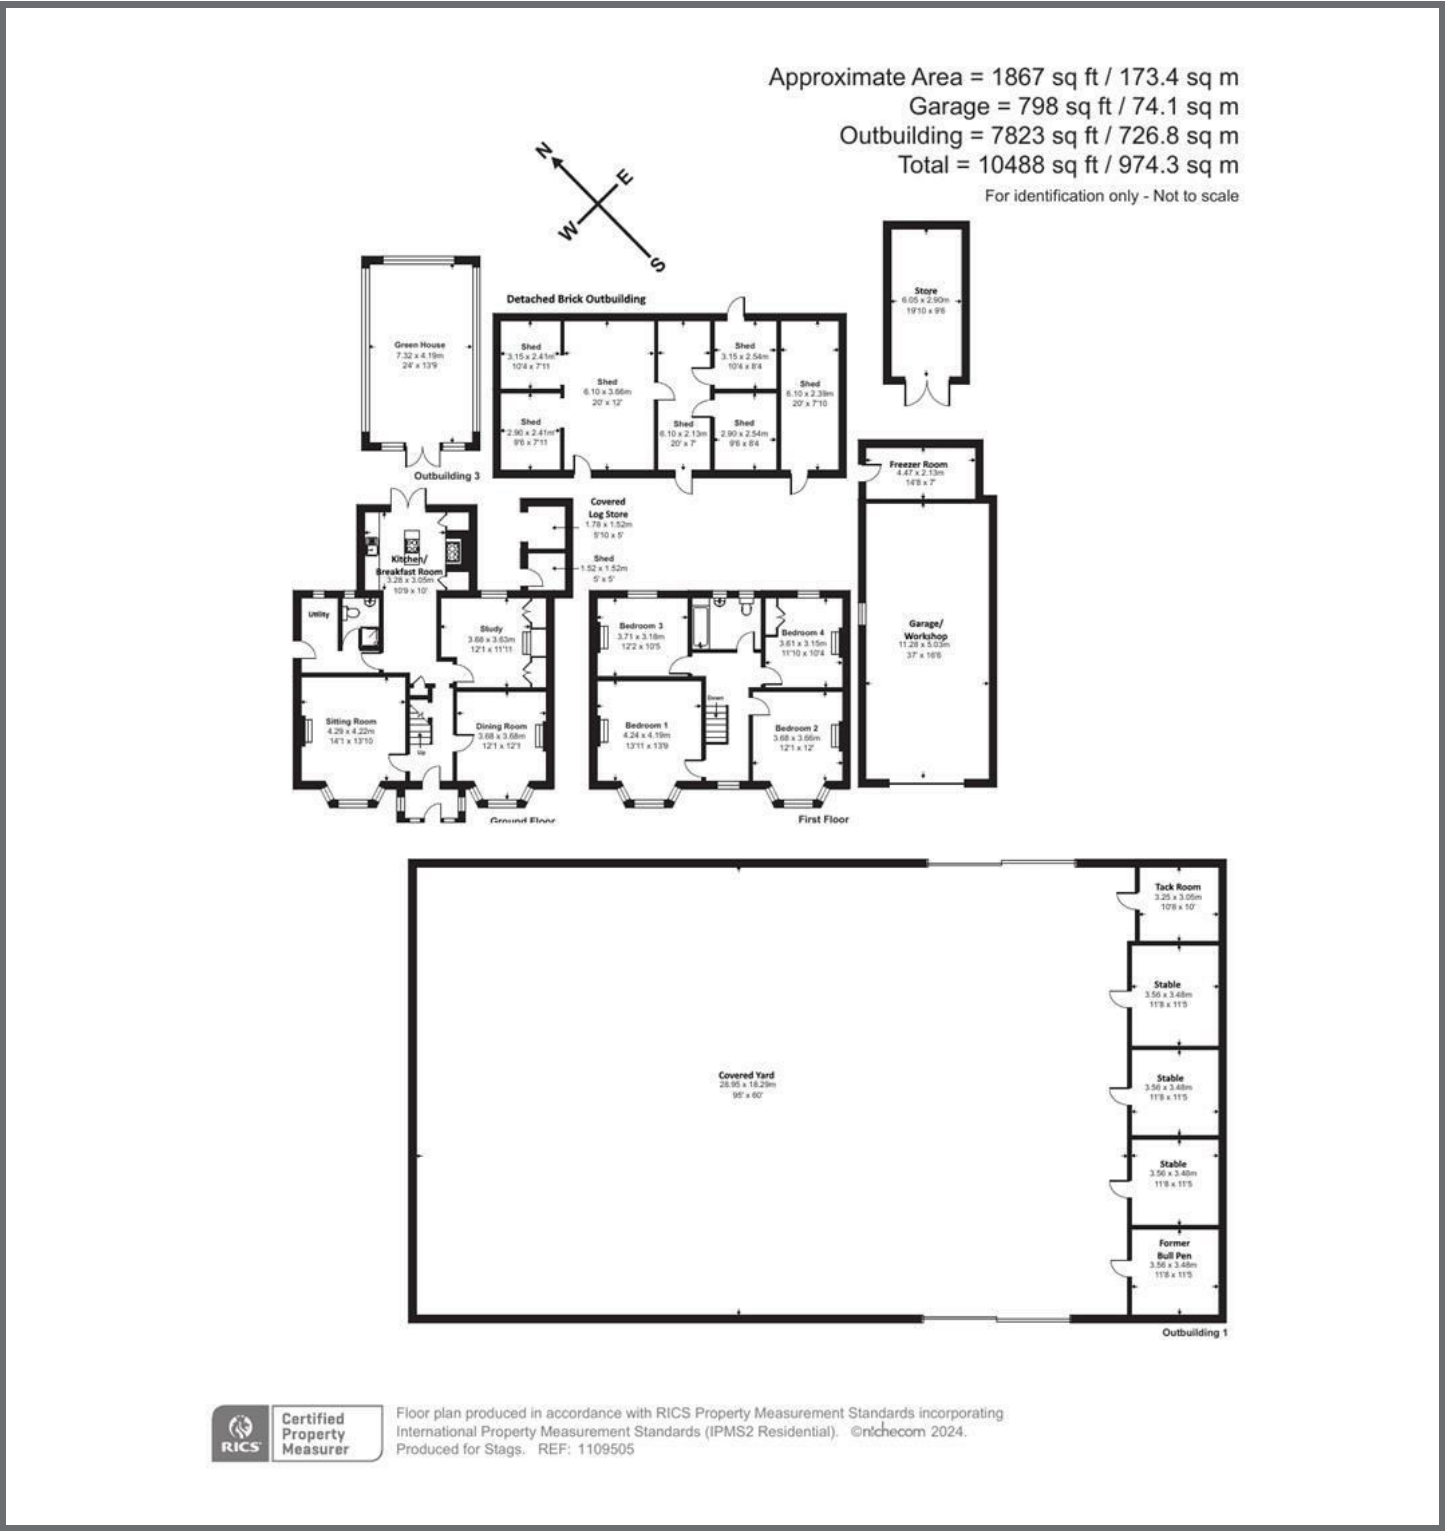 Approximate Area = 1867 sq ft / 173.4 sq m
Garage = 798 sq ft / 74.1 sq m
Outbuilding = 7823 sq ft / 726.8 sq m
Total = 10488 sq ft / 974.3 sq m
For identification only - Not to scale
N
E
W
S
Store
6.05 x 2.90m
19'10 x 9'6
Green House
7.32 x 4.19m
24' x 13'9
Outbuilding 3
Detached Brick Outbuilding
Shed
3.15 x 2.41m
10'4 x 7'11
Shed
2.90 x 2.41m
9'6 x 7'11
Shed
6.10 x 3.66m
20' x 12'
Shed
6.10 x 2.13m
20' x 7'
Shed
3.15 x 2.54m
10'4 x 8'4
Shed
2.90 x 2.54m
9'6 x 8'4
Shed
6.10 x 2.39m
20' x 7'10
Freezer Room
4.47 x 2.13m
14'8 x 7'
Garage/
Workshop
11.28 x 5.03m
37' x 16'6
Covered
Log Store
1.78 x 1.52m
5'10 x 5'
Shed
1.52 x 1.52m
5' x 5'
Kitchen/
Breakfast Room
3.28 x 3.05m
10'9 x 10'
Utility
Study
3.68 x 3.63m
12'1 x 11'11
Sitting Room
4.29 x 4.22m
14'1 x 13'10
Up
Dining Room
3.68 x 3.68m
12'1 x 12'1
Ground Floor
Bedroom 3
3.71 x 3.18m
12'2 x 10'5
Bedroom 4
3.61 x 3.15m
11'10 x 10'4
Down
Bedroom 1
4.24 x 4.19m
13'11 x 13'9
Bedroom 2
3.68 x 3.66m
12'1 x 12'
First Floor
Tack Room
3.25 x 3.05m
10'8 x 10'
Stable
3.56 x 3.48m
11'8 x 11'5
Covered Yard
28.95 x 18.29m
95' x 60'
Stable
3.56 x 3.48m
11'8 x 11'5
Stable
3.56 x 3.48m
11'8 x 11'5
Former
Bull Pen
3.56 x 3.48m
11'8 x 11'5
Outbuilding 1
RICS
Certified
Property
Measurer
Floor plan produced in accordance with RICS Property Measurement Standards incorporating
International Property Measurement Standards (IPMS2 Residential). ©nichecom 2024.
Produced for Stags. REF: 1109505